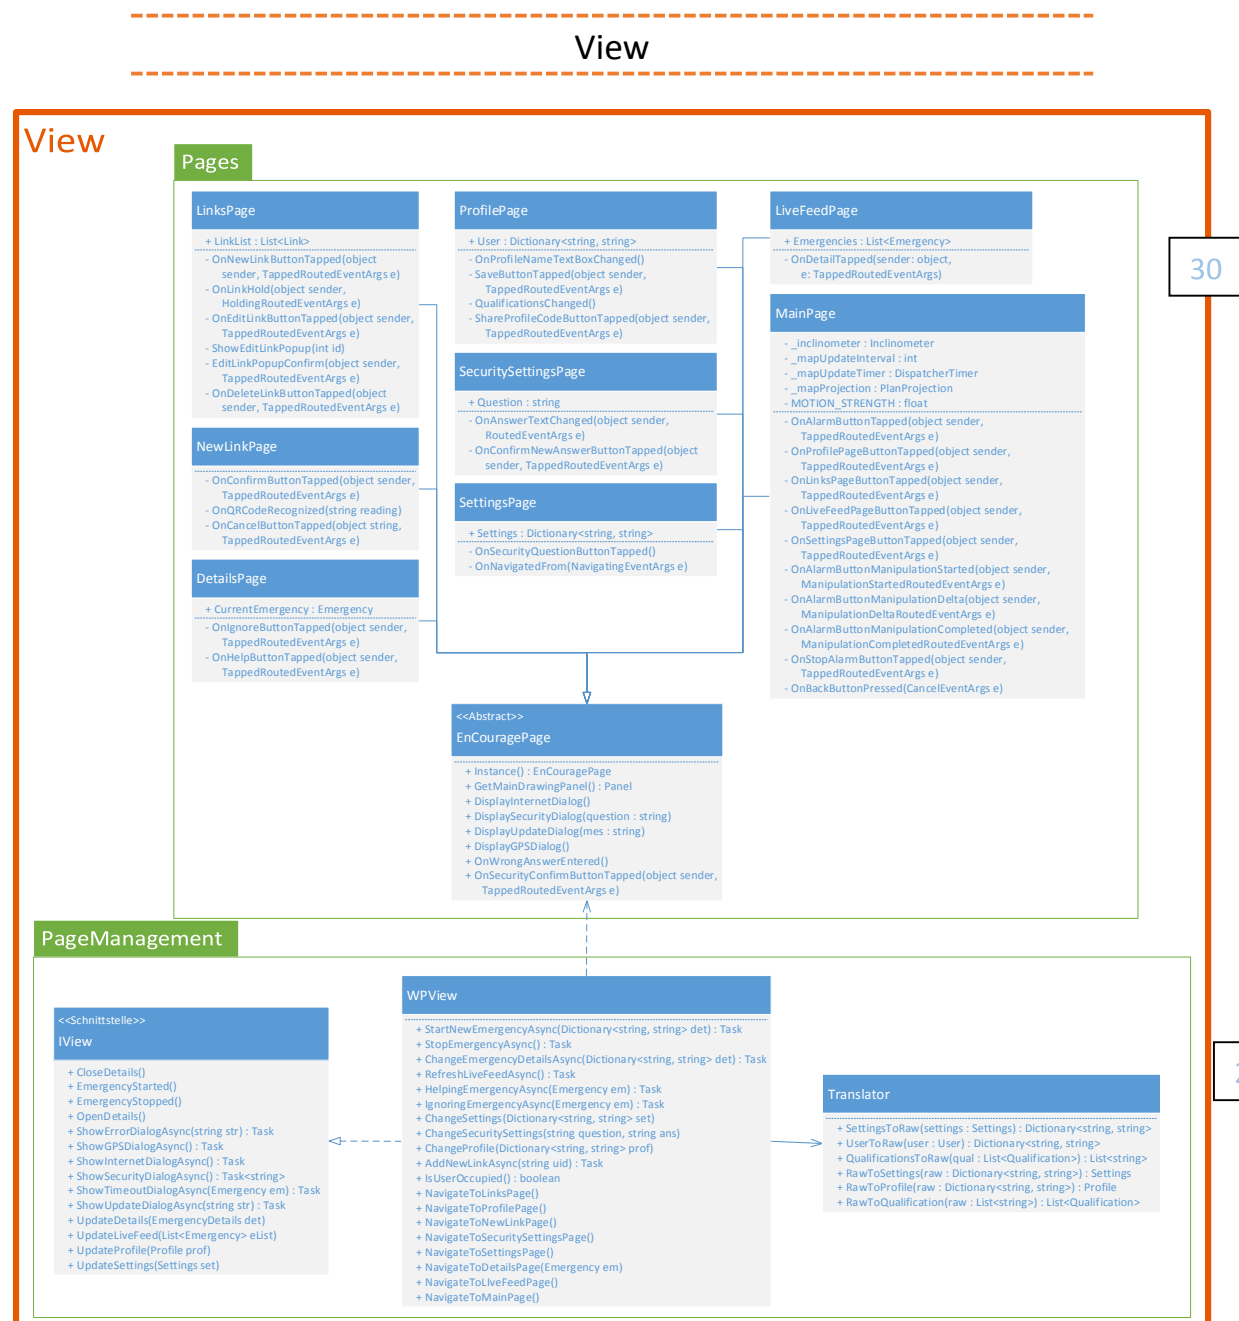 View
View
Pages
LinksPage
+ LinkList : List<Link>
- OnNewLinkButtonTapped(object
sender, TappedRoutedEventArgs e)
- OnLinkHold(object sender,
HoldingRoutedEventArgs e)
- OnEditLinkButtonTapped(object sender,
TappedRoutedEventArgs e)
- ShowEditLinkPopup(int id)
- EditLinkPopupConfirm(object sender,
TappedRoutedEventArgs e)
- OnDeleteLinkButtonTapped(object
sender, TappedRoutedEventArgs e)
NewLinkPage
- OnConfirmButtonTapped(object sender,
TappedRoutedEventArgs e)
- OnQRCodeRecognized(string reading)
- OnCancelButtonTapped(object string,
TappedRoutedEventArgs e)
DetailsPage
+ CurrentEmergency : Emergency
- OnIgnoreButtonTapped(object sender,
TappedRoutedEventArgs e)
- OnHelpButtonTapped(object sender,
TappedRoutedEventArgs e)
ProfilePage
+ User : Dictionary<string, string>
- OnProfileNameTextBoxChanged()
- SaveButtonTapped(object sender,
TappedRoutedEventArgs e)
- QualificationsChanged()
- ShareProfileCodeButtonTapped(object sender,
TappedRoutedEventArgs e)
SecuritySettingsPage
+ Question : string
- OnAnswerTextChanged(object sender,
RoutedEventArgs e)
- OnConfirmNewAnswerButtonTapped(object
sender, TappedRoutedEventArgs e)
SettingsPage
+ Settings : Dictionary<string, string>
- OnSecurityQuestionButtonTapped()
- OnNavigatedFrom(NavigatingEventArgs e)
LiveFeedPage
+ Emergencies : List<Emergency>
- OnDetailTapped(sender: object,
e: TappedRoutedEventArgs)
MainPage
- _inclinometer : Inclinometer
- _mapUpdateInterval : int
- _mapUpdateTimer : DispatcherTimer
- _mapProjection : PlanProjection
- MOTION_STRENGTH : float
- OnAlarmButtonTapped(object sender,
TappedRoutedEventArgs e)
- OnProfilePageButtonTapped(object sender,
TappedRoutedEventArgs e)
- OnLinksPageButtonTapped(object sender,
TappedRoutedEventArgs e)
- OnLiveFeedPageButtonTapped(object sender,
TappedRoutedEventArgs e)
- OnSettingsPageButtonTapped(object sender,
TappedRoutedEventArgs e)
- OnAlarmButtonManipulationStarted(object sender,
ManipulationStartedRoutedEventArgs e)
- OnAlarmButtonManipulationDelta(object sender,
ManipulationDeltaRoutedEventArgs e)
- OnAlarmButtonManipulationCompleted(object sender,
ManipulationCompletedRoutedEventArgs e)
- OnStopAlarmButtonTapped(object sender,
TappedRoutedEventArgs e)
- OnBackButtonPressed(CancelEventArgs e)
30
<<Abstract>>
EnCouragePage
+ Instance() : EnCouragePage
+ GetMainDrawingPanel() : Panel
+ DisplayInternetDialog()
+ DisplaySecurityDialog(question : string)
+ DisplayUpdateDialog(mes : string)
+ DisplayGPSDialog()
+ OnWrongAnswerEntered()
+ OnSecurityConfirmButtonTapped(object sender,
TappedRoutedEventArgs e)
PageManagement
<<Schnittstelle>>
IView
+ CloseDetails()
+ EmergencyStarted()
+ EmergencyStopped()
+ OpenDetails()
+ ShowErrorDialogAsync(string str) : Task
+ ShowGPSDialogAsync() : Task
+ ShowInternetDialogAsync() : Task
+ ShowSecurityDialogAsync() : Task<string>
+ ShowTimeoutDialogAsync(Emergency em) : Task
+ ShowUpdateDialogAsync(string str) : Task
+ UpdateDetails(EmergencyDetails det)
+ UpdateLiveFeed(List<Emergency> eList)
+ UpdateProfile(Profile prof)
+ UpdateSettings(Settings set)
WPView
+ StartNewEmergencyAsync(Dictionary<string, string> det) : Task
+ StopEmergencyAsync() : Task
+ ChangeEmergencyDetailsAsync(Dictionary<string, string> det) : Task
+ RefreshLiveFeedAsync() : Task
+ HelpingEmergencyAsync(Emergency em) : Task
+ IgnoringEmergencyAsync(Emergency em) : Task
+ ChangeSettings(Dictionary<string, string> set)
+ ChangeSecuritySettings(string question, string ans)
+ ChangeProfile(Dictionary<string, string> prof)
+ AddNewLinkAsync(string uid) : Task
+ IsUserOccupied() : boolean
+ NavigateToLinksPage()
+ NavigateToProfilePage()
+ NavigateToNewLinkPage()
+ NavigateToSecuritySettingsPage()
+ NavigateToSettingsPage()
+ NavigateToDetailsPage(Emergency em)
+ NavigateToLIveFeedPage()
+ NavigateToMainPage()
Translator
+ SettingsToRaw(settings : Settings) : Dictionary<string, string>
+ UserToRaw(user : User) : Dictionary<string, string>
+ QualificationsToRaw(qual : List<Qualification>) : List<string>
+ RawToSettings(raw : Dictionary<string, string>) : Settings
+ RawToProfile(raw : Dictionary<string, string>) : Profile
+ RawToQualification(raw : List<string>) : List<Qualification>